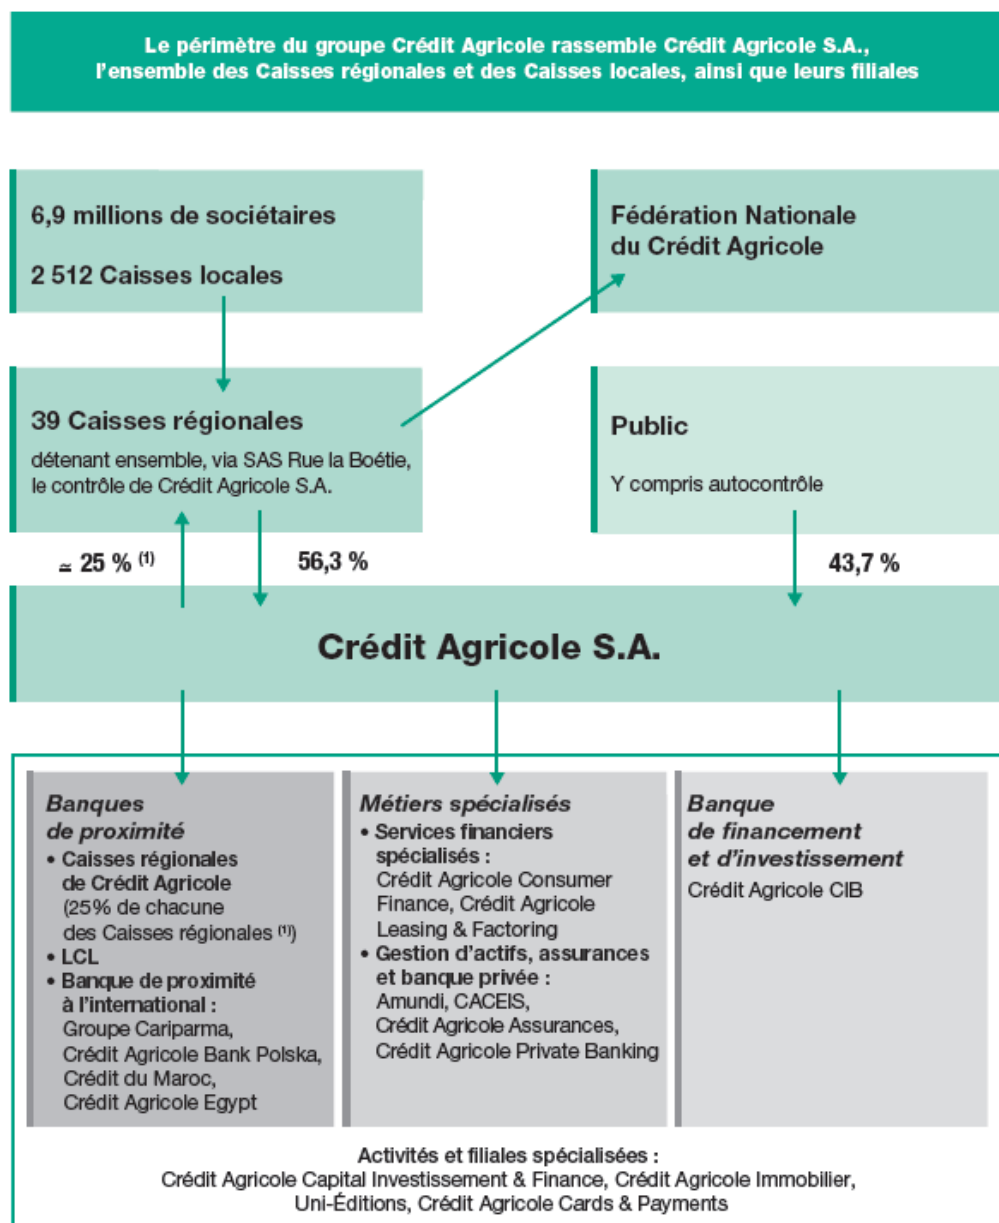 Le périmètre du groupe Crédit Agricole rassemble Crédit Agricole S.A.,
l'ensemble des Caisses régionales et des Caisses locales, ainsi que leurs filiales
6,9 millions de sociétaires
2 512 Caisses locales
Fédération Nationale
du Crédit Agricole
39 Caisses régionales
détenant ensemble, via SAS Rue la Boétie,
le contrôle de Crédit Agricole S.A.
Public
Y compris autocontrôle
≃ 25 % (1)
56,3 %
43,7 %
Crédit Agricole S.A.
Banques
de proximité
• Caisses régionales
de Crédit Agricole
(25% de chacune
des Caisses régionales (1))
• LCL
• Banque de proximité
à l'international :
Groupe Cariparma,
Crédit Agricole Bank Polska,
Crédit du Maroc,
Crédit Agricole Egypt
Métiers spécialisés
• Services financiers
spécialisés :
Crédit Agricole Consumer
Finance, Crédit Agricole
Leasing & Factoring
• Gestion d'actifs, assurances
et banque privée :
Amundi, CACEIS,
Crédit Agricole Assurances,
Crédit Agricole Private Banking
Banque
de financement
et d'investissement
Crédit Agricole CIB
Activités et filiales spécialisées :
Crédit Agricole Capital Investissement & Finance, Crédit Agricole Immobilier,
Uni-Éditions, Crédit Agricole Cards & Payments